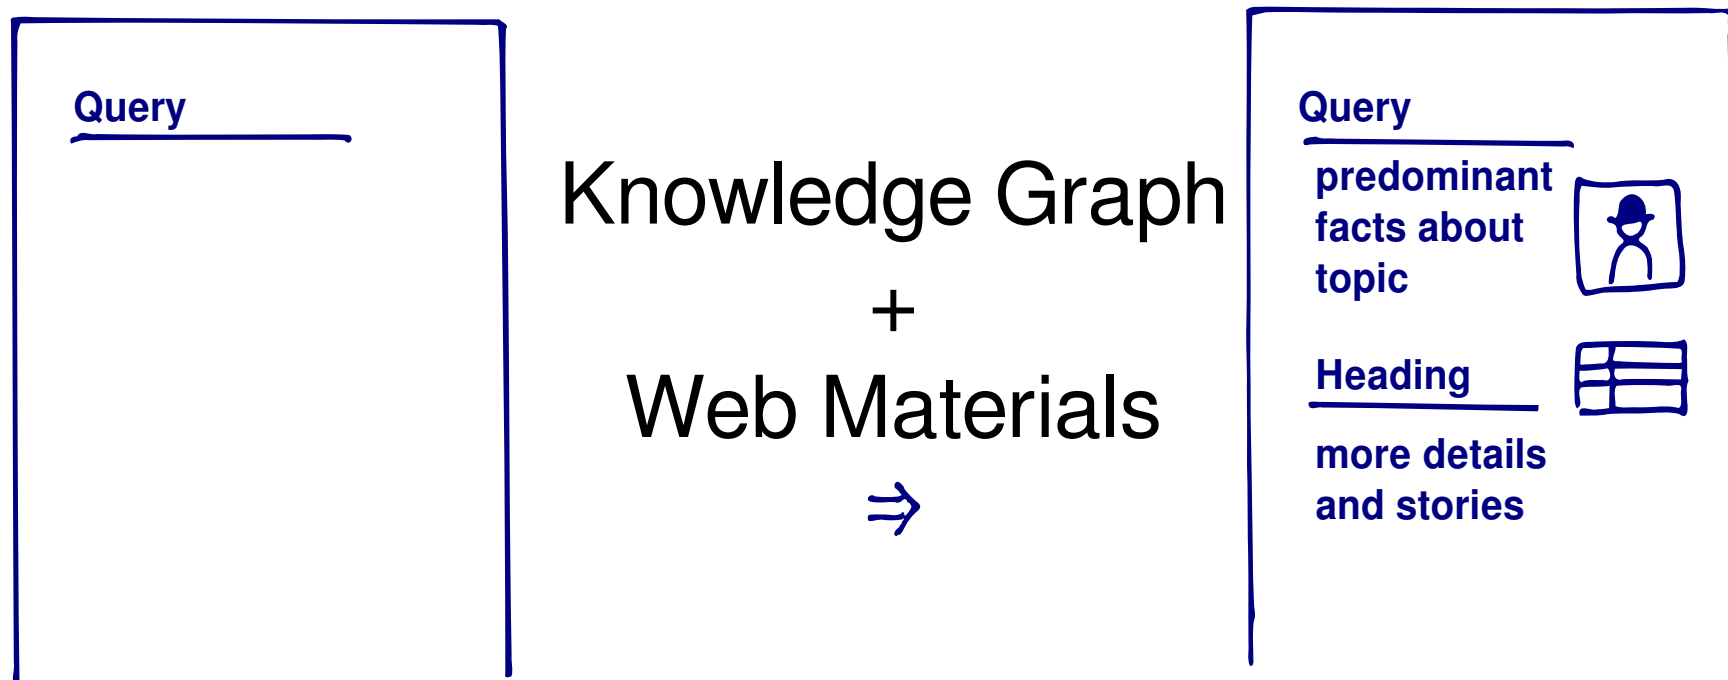 Query
Knowledge Graph
+
Web Materials
⇒
Query
predominant
facts about
topic
Heading
more details
and stories